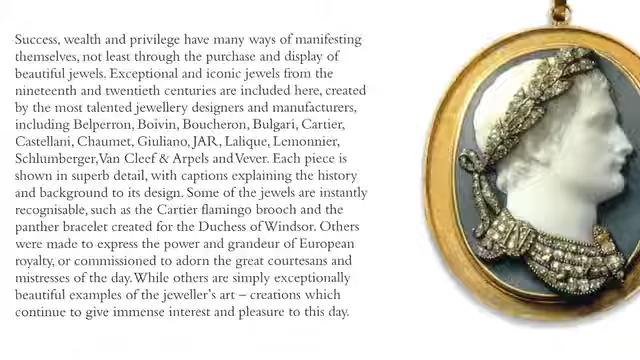 Success, wealth and privilege have many ways of manifesting
themselves, not least through the purchase and display of
beautiful jewels. Exceptional and iconic jewels from the
nineteenth and twentieth centuries are included here, created
by the most talented jewellery designers and manufacturers,
including Belperron, Boivin, Boucheron, Bulgari, Cartier,
Castellani, Chaumet, Giuliano, JAR, Lalique, Lemonnier,
Schlumberger, Van Cleef & Arpels and Vever. Each piece is
shown in superb detail, with captions explaining the history
and background to its design. Some of the jewels are instantly
recognisable, such as the Cartier flamingo brooch and the
panther bracelet created for the Duchess of Windsor. Others
were made to express the power and grandeur of European
royalty, or commissioned to adorn the great courtesans and
mistresses of the day. While others are simply exceptionally
beautiful examples of the jeweller's art – creations which
continue to give immense interest and pleasure to this day.